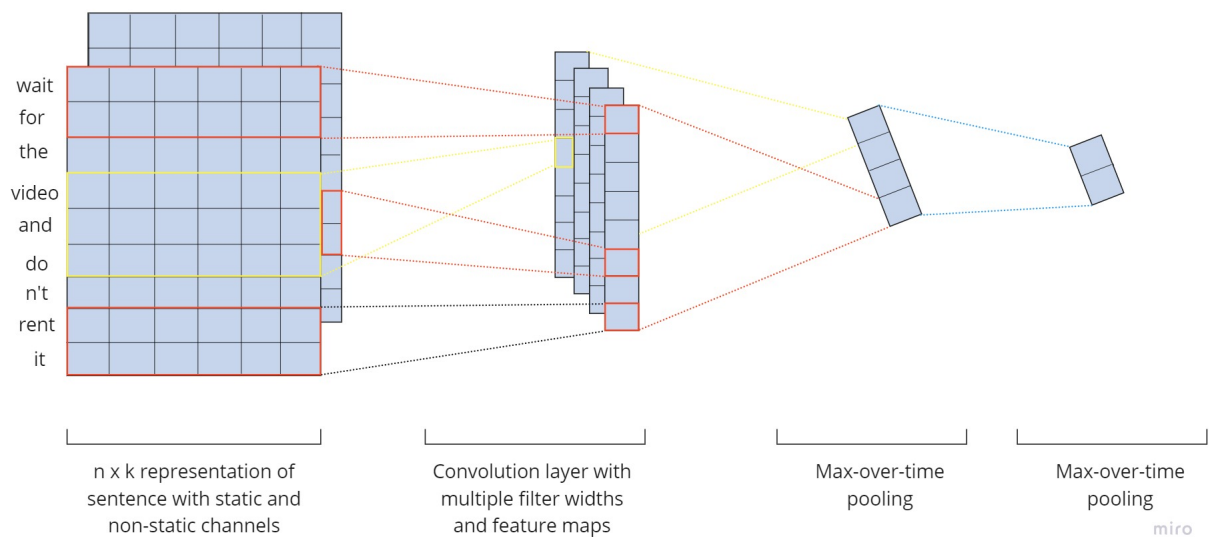 wait
for
the
video
and
do
n't
rent
it
n x k representation of
sentence with static and
non-static channels
Convolution layer with
multiple filter widths
and feature maps
Max-over-time
pooling
Max-over-time
pooling
miro